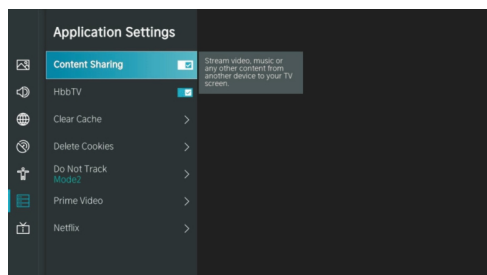 Application Settings
Content Sharing
Stream video, music or
any other content from
another device to your TV
screen.
HbbTV
Clear Cache
Delete Cookies
Do Not Track
Mode2
Prime Video
Netflix